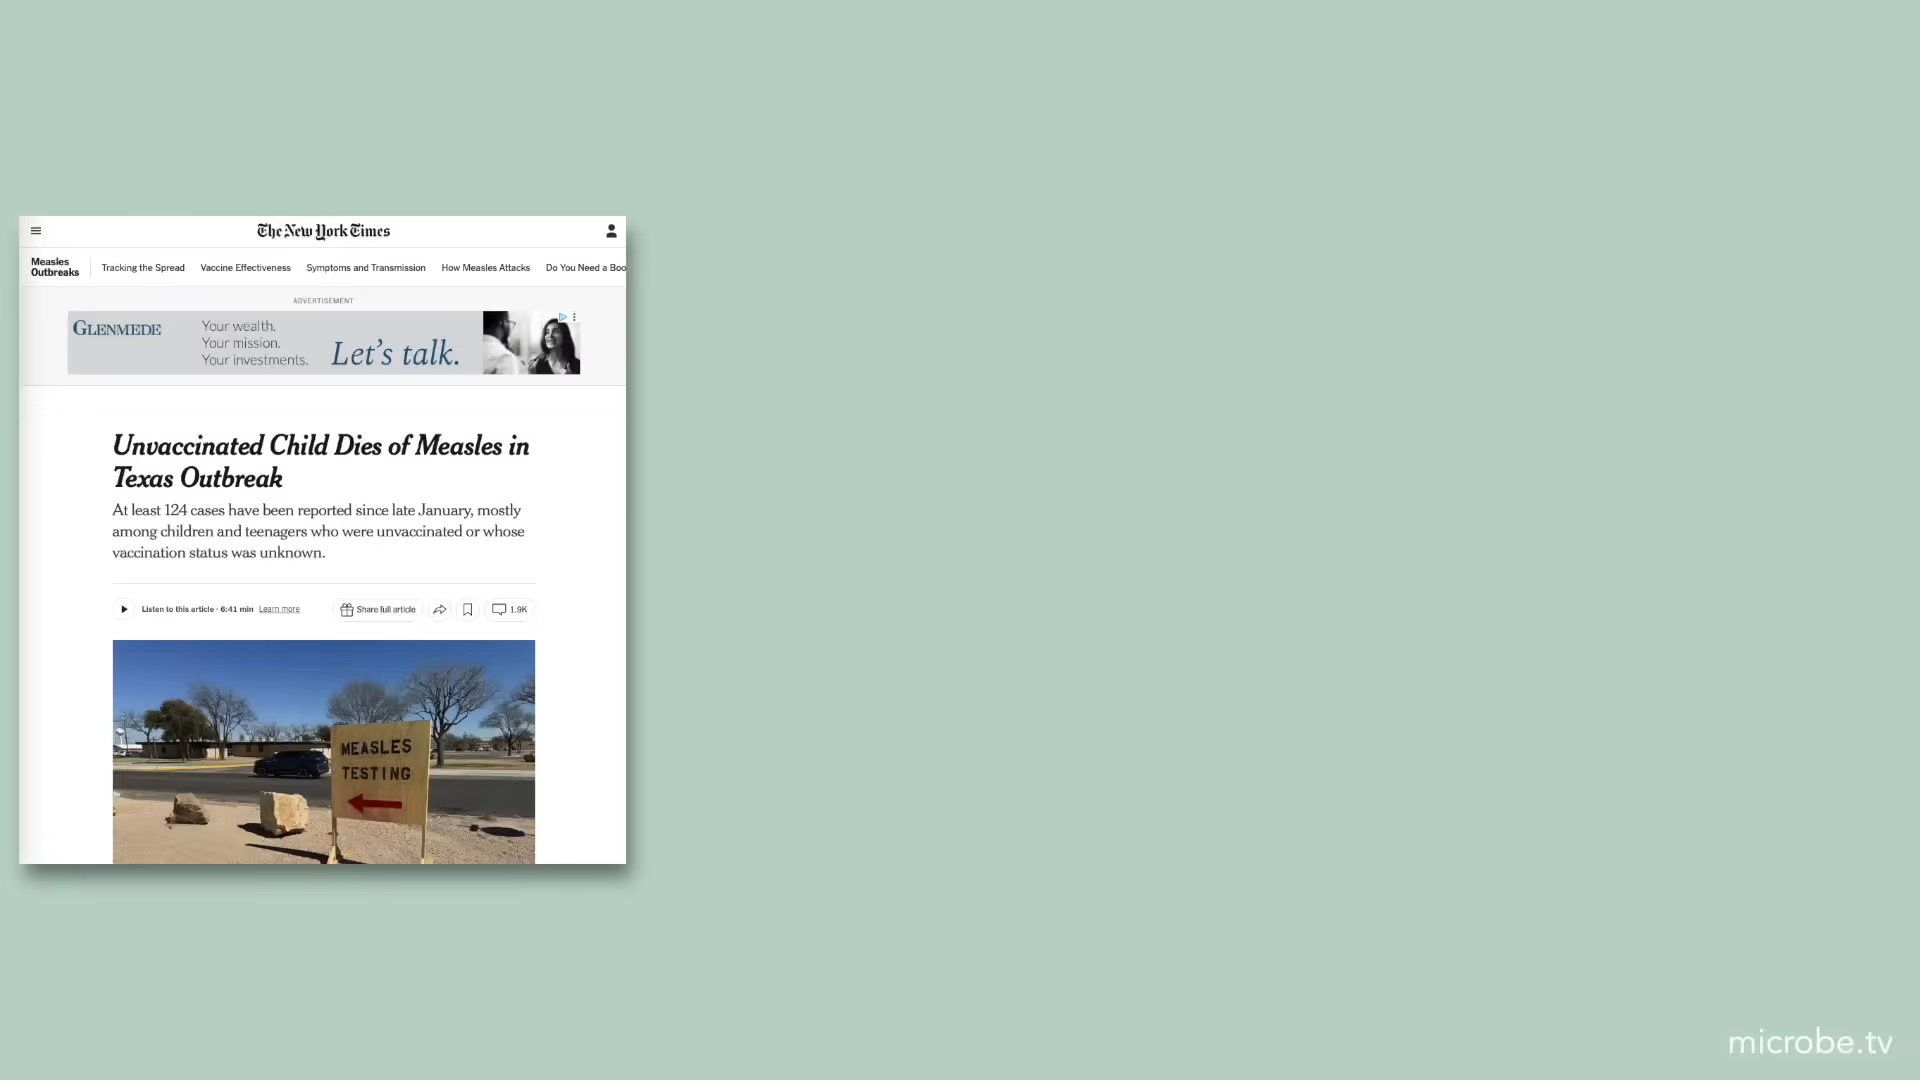 The New York Times
Measles
Outbreaks
Tracking the Spread
Vaccine Effectiveness
Symptoms and Transmission
How Measles Attacks
Do You Need a Boo
ADVERTISEMENT
GLENMEDE
Your wealth.
Your mission.
Your investments.
Let's talk.
Unvaccinated Child Dies of Measles in
Texas Outbreak
At least 124 cases have been reported since late January, mostly
among children and teenagers who were unvaccinated or whose
vaccination status was unknown.
Listen to this article · 6:41 min Learn more
Share full article
1.9K
MEASLES
TESTING
microbe.tv